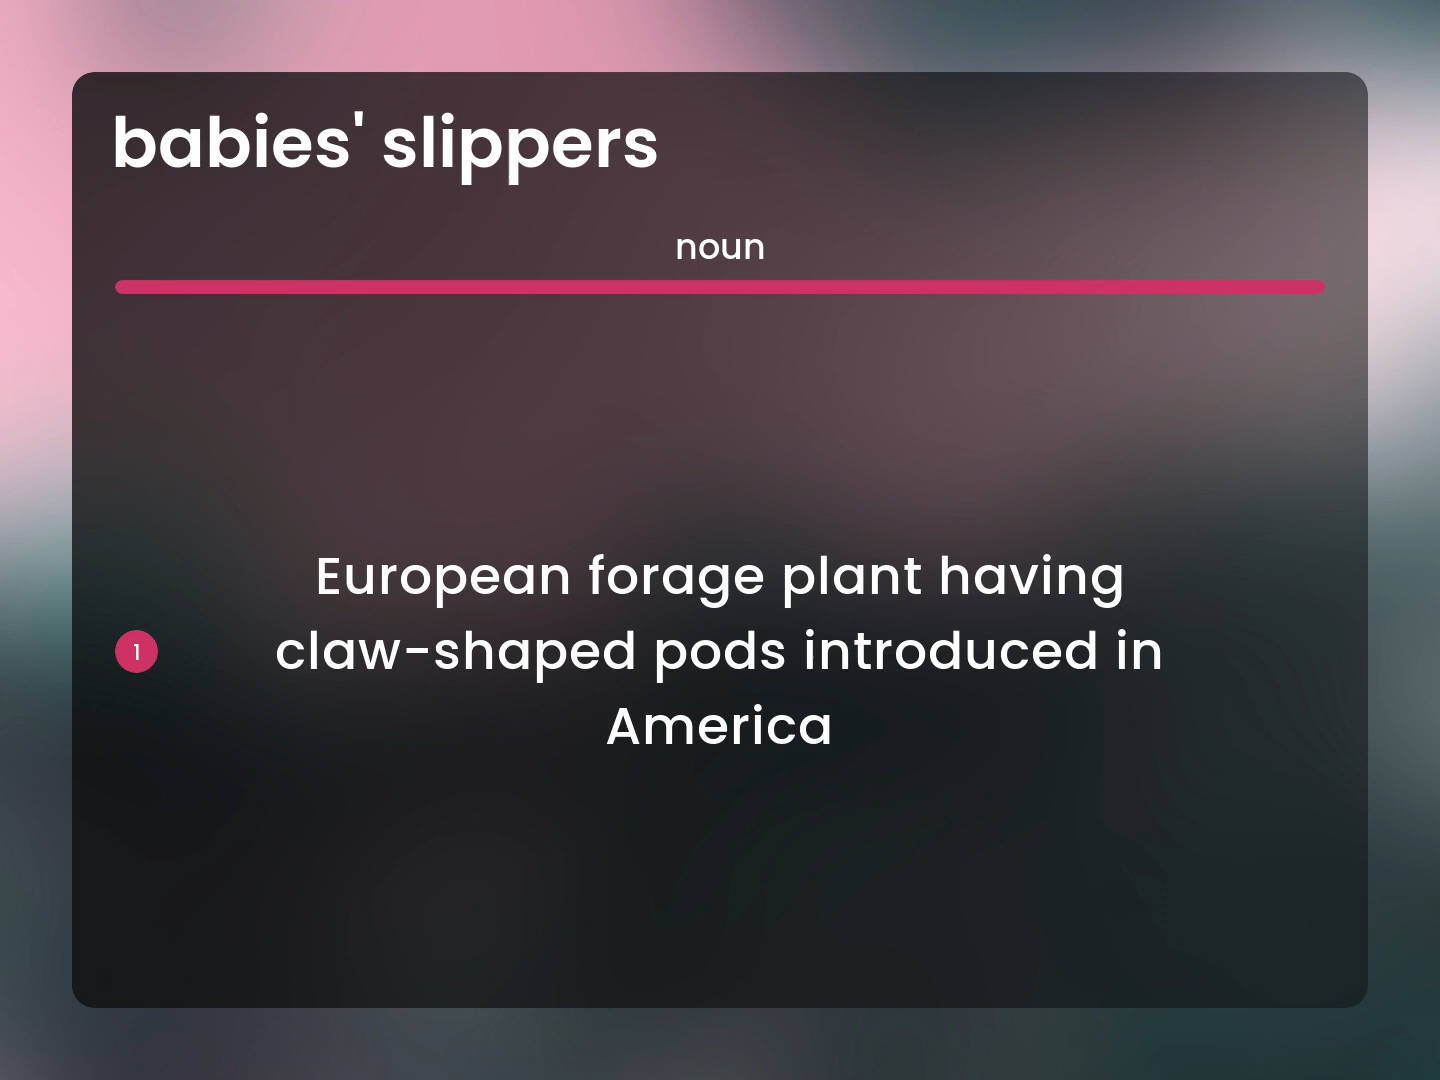 babies' slippers
noun
1
European forage plant having
claw-shaped pods introduced in
America